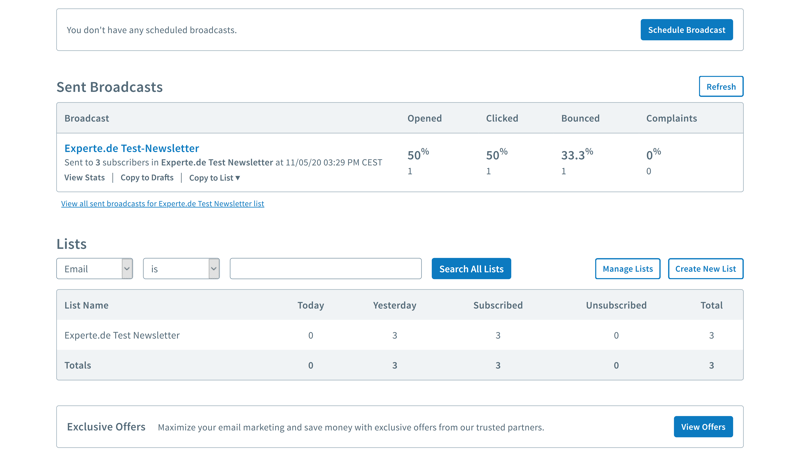 You don't have any scheduled broadcasts. Schedule Broadcast
Sent Broadcasts Refresh
Broadcast Opened Clicked Bounced Complaints
Experte.de Test-Newsletter
Sent to 3 subscribers in Experte.de Test Newsletter at 11/05/20 03:29 PM CEST 50% 50% 33.3% 0%
1 1 1 0
View Stats | Copy to Drafts | Copy to List ▾
View all sent broadcasts for Experte.de Test Newsletter list
Lists
Email is Search All Lists Manage Lists Create New List
List Name Today Yesterday Subscribed Unsubscribed Total
Experte.de Test Newsletter 0 3 3 0 3
Totals 0 3 3 0 3
Exclusive Offers Maximize your email marketing and save money with exclusive offers from our trusted partners. View Offers